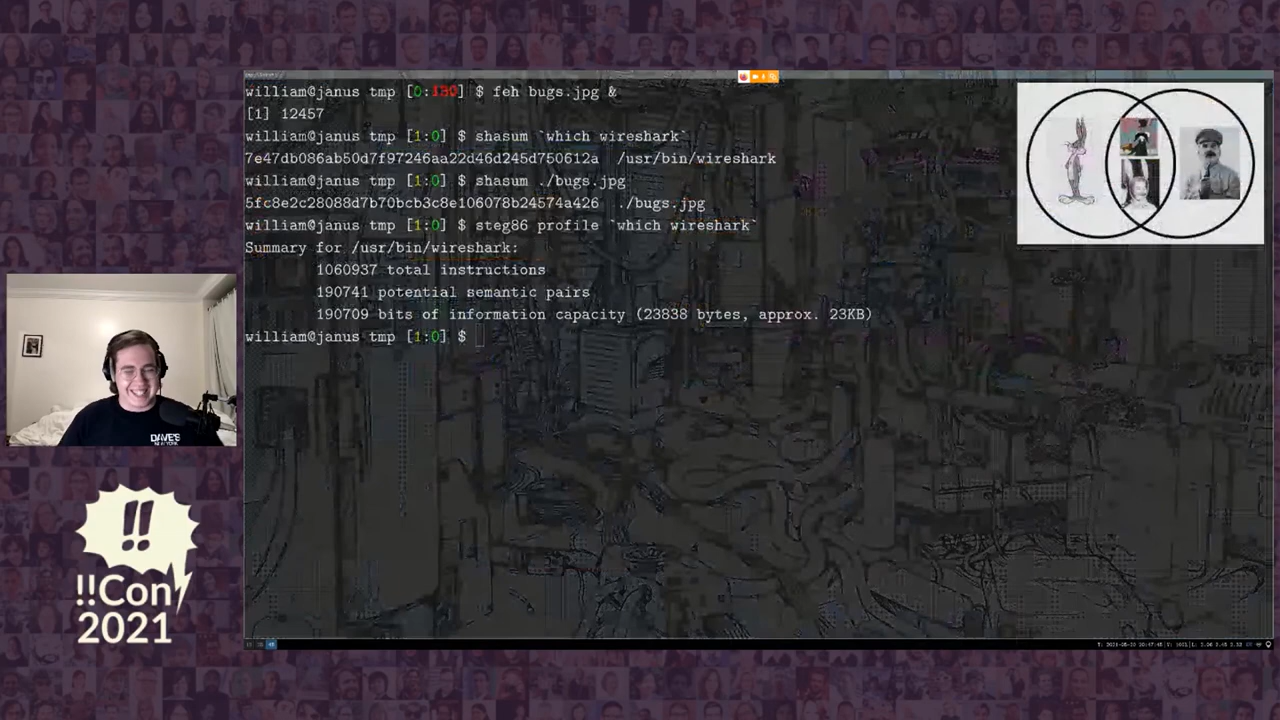 william@janus tmp [0:130] $ feh bugs.jpg &
[1] 12457
william@janus tmp [1:0] $ shasum `which wireshark`
7e47db086ab50d7f97246aa22d46d245d750612a /usr/bin/wireshark
william@janus tmp [1:0] $ shasum ./bugs.jpg
5fc8e2c28088d7b70bcb3c8e106078b24574a426 ./bugs.jpg
william@janus tmp [1:0] $ steg86 profile `which wireshark`
Summary for /usr/bin/wireshark:
1060937 total instructions
190741 potential semantic pairs
190709 bits of information capacity (23838 bytes, approx. 23KB)
william@janus tmp [1:0] $
DAVE'S
NEW YORK
!!
!!Con
2021